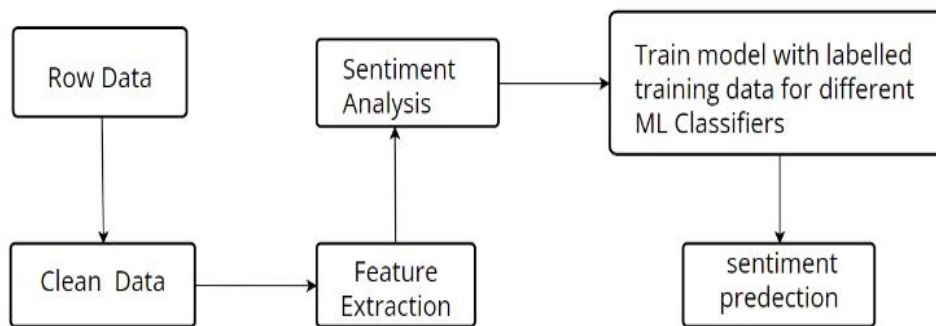 Row Data
Clean Data
Feature
Extraction
Sentiment
Analysis
Train model with labelled
training data for different
ML Classifiers
sentiment
predection